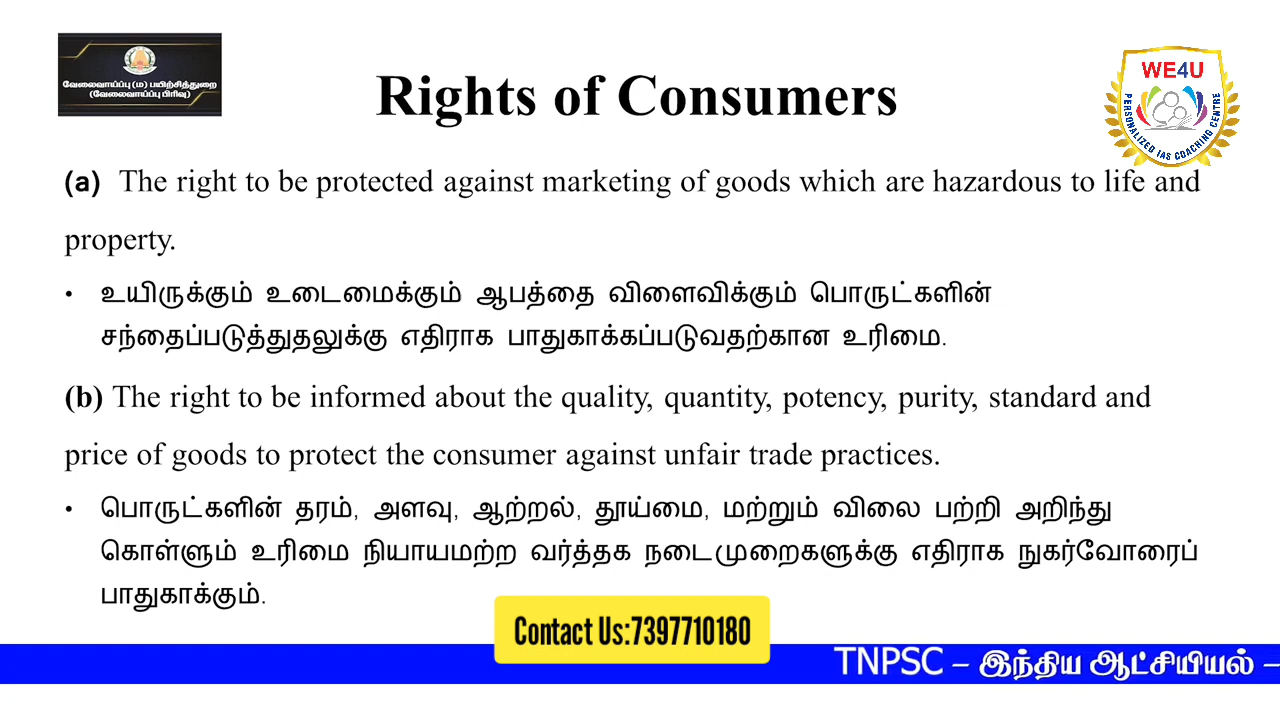 வேலைவாய்ப்பு (ம) பயிற்சித்துறை
(வேலைவாய்ப்பு பிரிவு)
Rights of Consumers
WE4U
PERSONALIZED IAS COACHING CENTRE
(a) The right to be protected against marketing of goods which are hazardous to life and
property.
• உயிருக்கும் உடைமைக்கும் ஆபத்தை விளைவிக்கும் பொருட்களின்
சந்தைப்படுத்துதலுக்கு எதிராக பாதுகாக்கப்படுவதற்கான உரிமை.
(b) The right to be informed about the quality, quantity, potency, purity, standard and
price of goods to protect the consumer against unfair trade practices.
• பொருட்களின் தரம், அளவு, ஆற்றல், தூய்மை, மற்றும் விலை பற்றி அறிந்து
கொள்ளும் உரிமை நியாயமற்ற வர்த்தக நடைமுறைகளுக்கு எதிராக நுகர்வோரைப்
பாதுகாக்கும்.
Contact Us:7397710180
TNPSC – இந்திய ஆட்சியியல் –